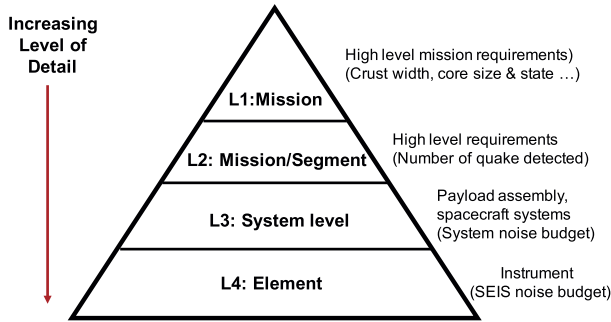 Increasing
Level of
Detail
L1:Mission
High level mission requirements)
(Crust width, core size & state …)
L2: Mission/Segment
High level requirements
(Number of quake detected)
L3: System level
Payload assembly,
spacecraft systems
(System noise budget)
L4: Element
Instrument
(SEIS noise budget)